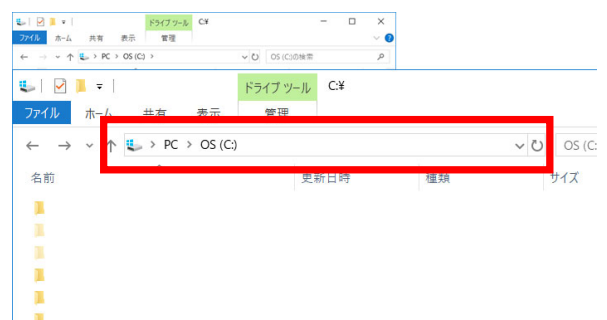 ドライブ ツール C:¥
ファイル ホーム 共有 表示 管理
PC > OS (C:) > OS (C:)の検索
ドライブ ツール C:¥
ファイル ホーム 共有 表示 管理
PC > OS (C:) OS (C:
名前 更新日時 種類 サイズ